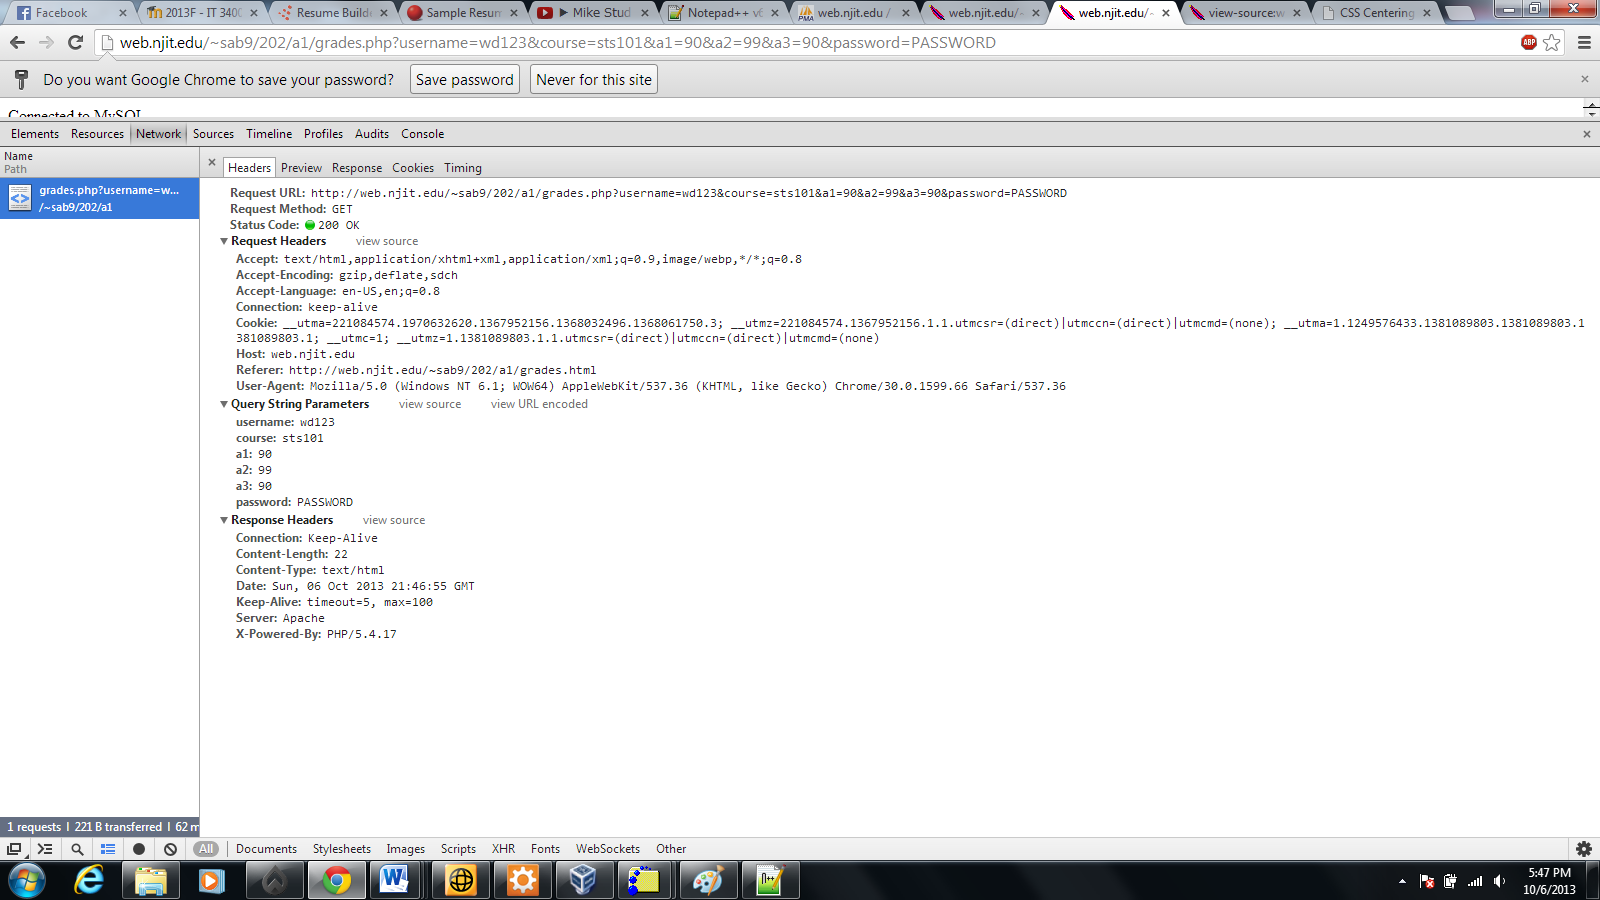 Facebook
2013F - IT 340
Resume Builde
Sample Resum
▶ Mike Stud
Notepad++ v6
web.njit.edu /
web.njit.edu/~
web.njit.edu/~
view-source:w
CSS Centering
web.njit.edu/~sab9/202/a1/grades.php?username=wd123&course=sts101&a1=90&a2=99&a3=90&password=PASSWORD
ABP
Do you want Google Chrome to save your password? Save password Never for this site
Connected to MySQL
Elements Resources Network Sources Timeline Profiles Audits Console
Name
Path
Headers Preview Response Cookies Timing
grades.php?username=w...
/~sab9/202/a1
Request URL: http://web.njit.edu/~sab9/202/a1/grades.php?username=wd123&course=sts101&a1=90&a2=99&a3=90&password=PASSWORD
Request Method: GET
Status Code: 200 OK
Request Headers view source
Accept: text/html,application/xhtml+xml,application/xml;q=0.9,image/webp,*/*;q=0.8
Accept-Encoding: gzip,deflate,sdch
Accept-Language: en-US,en;q=0.8
Connection: keep-alive
Cookie: __utma=221084574.1970632620.1367952156.1368032496.1368061750.3; __utmz=221084574.1367952156.1.1.utmcsr=(direct)|utmccn=(direct)|utmcmd=(none); __utma=1.1249576433.1381089803.1381089803.1
381089803.1; __utmc=1; __utmz=1.1381089803.1.1.utmcsr=(direct)|utmccn=(direct)|utmcmd=(none)
Host: web.njit.edu
Referer: http://web.njit.edu/~sab9/202/a1/grades.html
User-Agent: Mozilla/5.0 (Windows NT 6.1; WOW64) AppleWebKit/537.36 (KHTML, like Gecko) Chrome/30.0.1599.66 Safari/537.36
Query String Parameters view source view URL encoded
username: wd123
course: sts101
a1: 90
a2: 99
a3: 90
password: PASSWORD
Response Headers view source
Connection: Keep-Alive
Content-Length: 22
Content-Type: text/html
Date: Sun, 06 Oct 2013 21:46:55 GMT
Keep-Alive: timeout=5, max=100
Server: Apache
X-Powered-By: PHP/5.4.17
1 requests | 221 B transferred | 62 m
All Documents Stylesheets Images Scripts XHR Fonts WebSockets Other
5:47 PM
10/6/2013